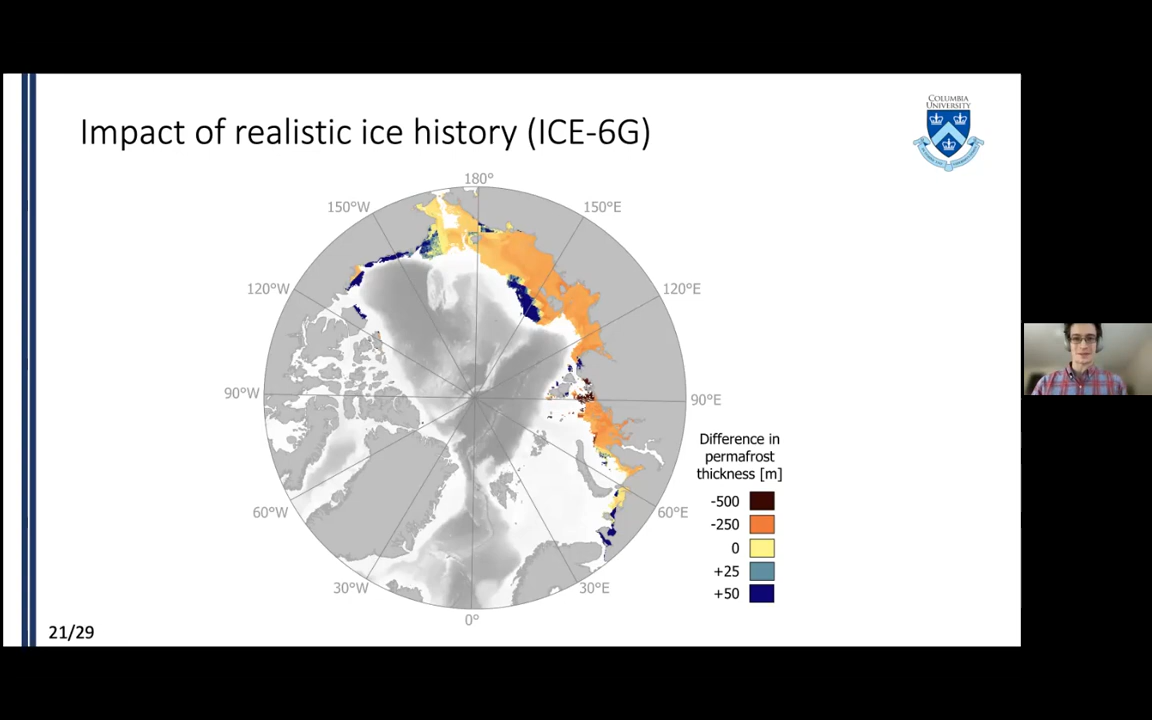 COLUMBIA
UNIVERSITY
Impact of realistic ice history (ICE-6G)
180°
150°W
150°E
120°W
120°E
90°W
90°E
Difference in
permafrost
thickness [m]
-500
-250
0
+25
+50
60°W
60°E
30°W
30°E
0°
21/29